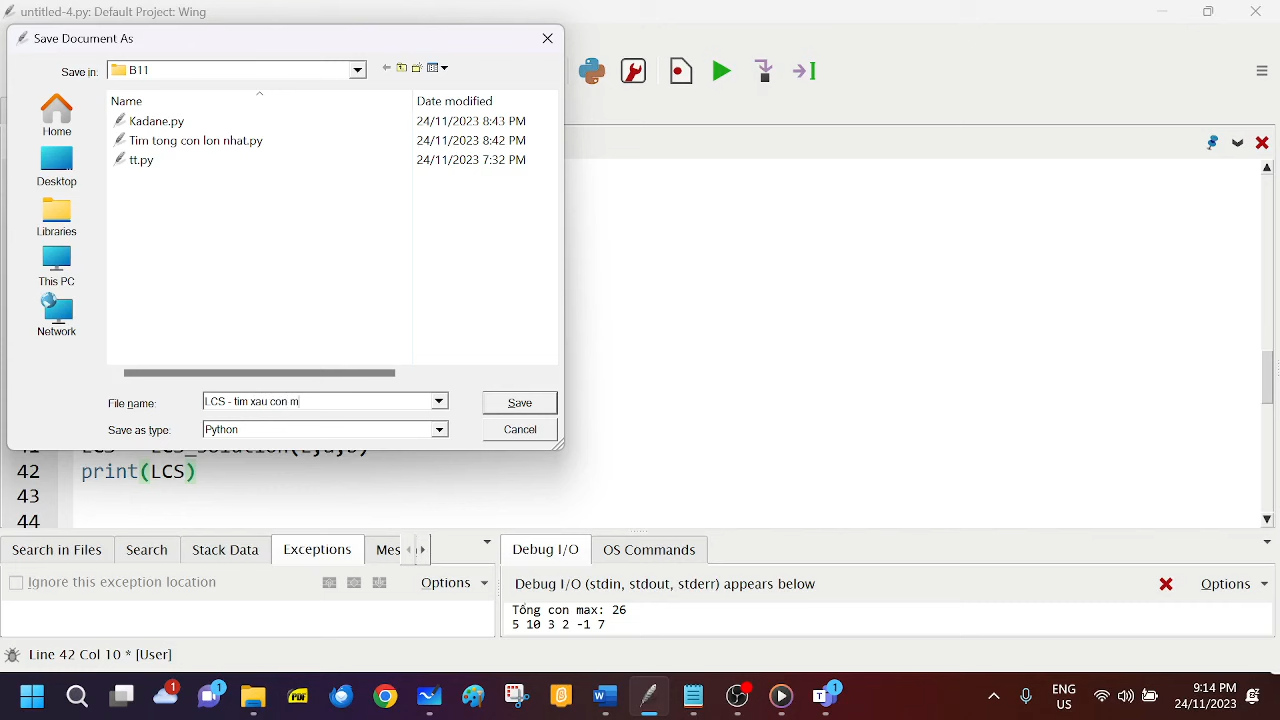 untitled-4.py: Default Project: Wing
Save Document As
Save in:
B11
Name
Date modified
Kadane.py
24/11/2023 8:43 PM
Tim tong con lon nhat.py
24/11/2023 8:42 PM
tt.py
24/11/2023 7:32 PM
Home
Desktop
Libraries
This PC
Network
File name:
LCS - tim xau con m
Save
Save as type:
Python
Cancel
42 print(LCS)
43
44
Search in Files
Search
Stack Data
Exceptions
Mes
Debug I/O
OS Commands
Ignore this exception location
Options
Debug I/O (stdin, stdout, stderr) appears below
Options
Tổng con max: 26
5 10 3 2 -1 7
Line 42 Col 10 * [User]
1
1
PDF
1
ENG
US
9:14 PM
24/11/2023